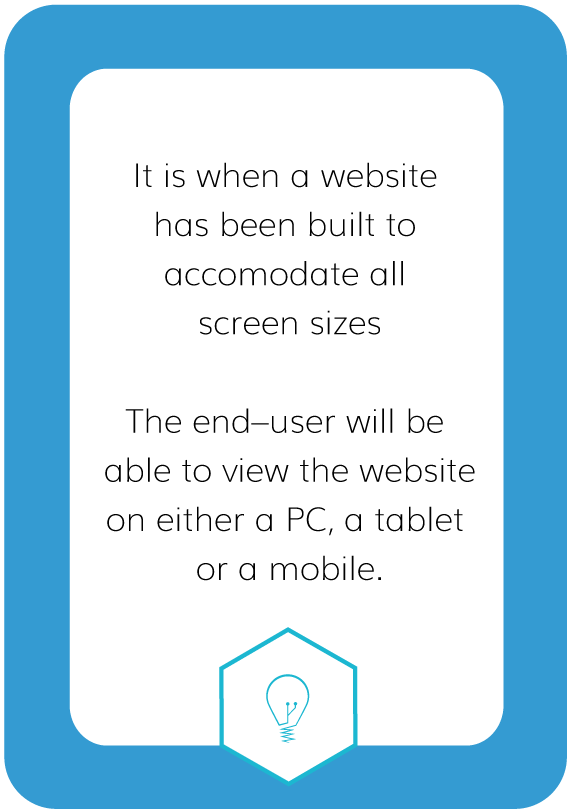 It is when a website
has been built to
accomodate all
screen sizes
The end–user will be
able to view the website
on either a PC, a tablet
or a mobile.